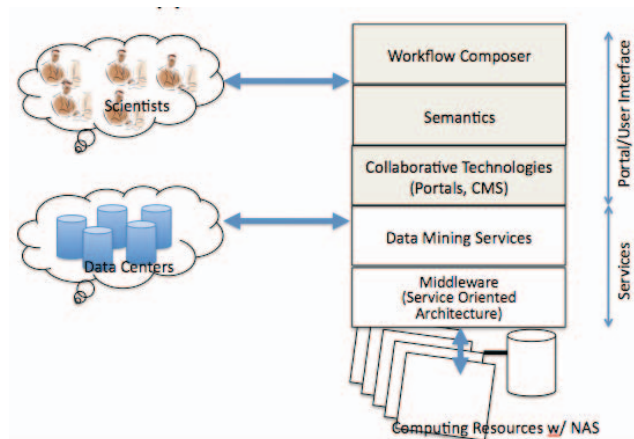 Workflow Composer
Scientists
Semantics
Collaborative Technologies
(Portals, CMS)
Portal/User Interface
Data Centers
Data Mining Services
Middleware
(Service Oriented
Architecture)
Services
Computing Resources w/ NAS